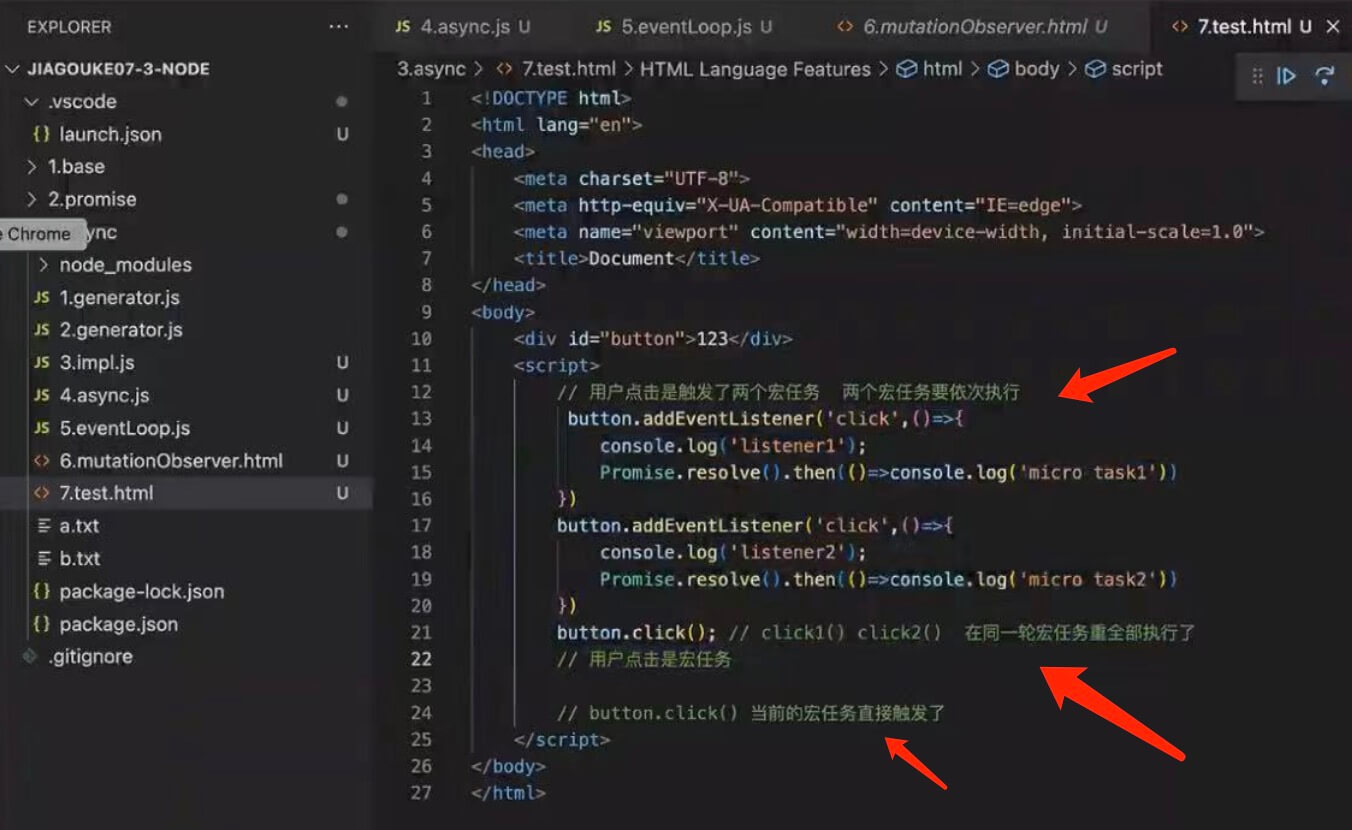 EXPLORER ···
JS 4.async.js U
JS 5.eventLoop.js U
<> 6.mutationObserver.html U
<> 7.test.html U ×
JIAGOUKE07-3-NODE
3.async > <> 7.test.html > HTML Language Features > html > body > script
.vscode
{} launch.json U
1.base
2.promise
Chrome ync
node_modules
JS 1.generator.js
JS 2.generator.js
JS 3.impl.js U
JS 4.async.js U
JS 5.eventLoop.js U
<> 6.mutationObserver.html U
<> 7.test.html U
a.txt
b.txt
{} package-lock.json
{} package.json
.gitignore
1 <!DOCTYPE html>
2 <html lang="en">
3 <head>
4 <meta charset="UTF-8">
5 <meta http-equiv="X-UA-Compatible" content="IE=edge">
6 <meta name="viewport" content="width=device-width, initial-scale=1.0">
7 <title>Document</title>
8 </head>
9 <body>
10 <div id="button">123</div>
11 <script>
12 // 用户点击是触发了两个宏任务 两个宏任务要依次执行
13 button.addEventListener('click',()=>{
14 console.log('listener1');
15 Promise.resolve().then(()=>console.log('micro task1'))
16 })
17 button.addEventListener('click',()=>{
18 console.log('listener2');
19 Promise.resolve().then(()=>console.log('micro task2'))
20 })
21 button.click(); // click1() click2() 在同一轮宏任务重全部执行了
22 // 用户点击是宏任务
23
24 // button.click() 当前的宏任务直接触发了
25 </script>
26 </body>
27 </html>